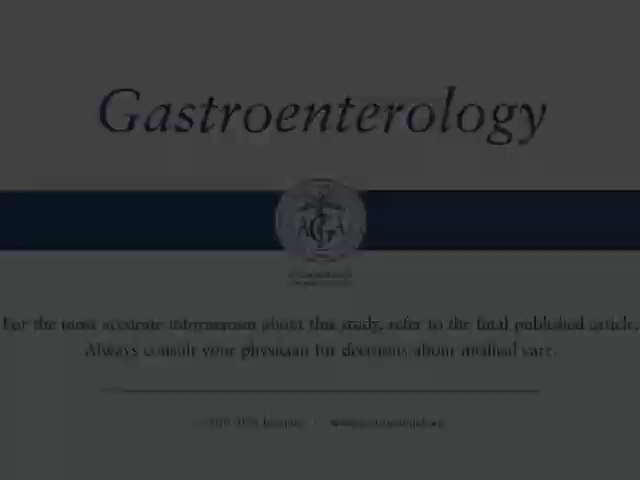 Gastroenterology
AGA
For the most accurate information about this study, refer to the final published article.
Always consult your physician for decisions about medical care.